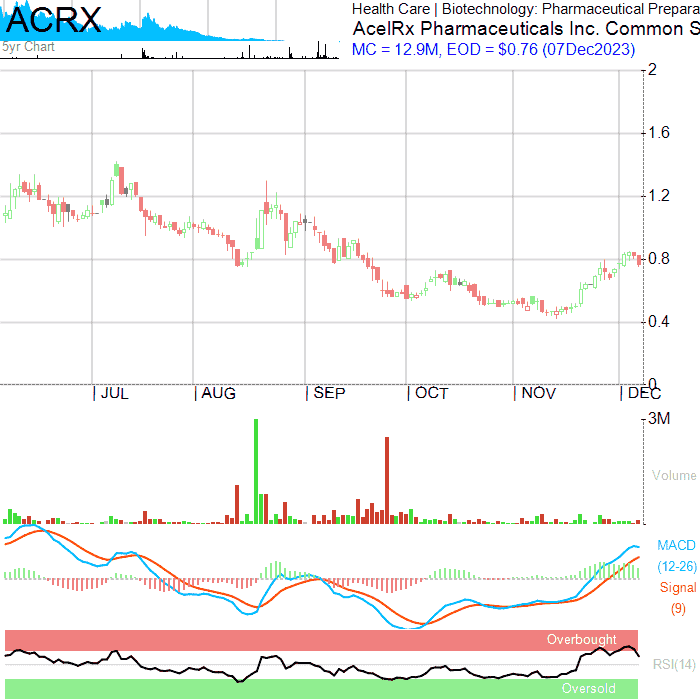 ACRX
5yr Chart
Health Care | Biotechnology: Pharmaceutical Prepara
AcelRx Pharmaceuticals Inc. Common S
MC = 12.9M, EOD = $0.76 (07Dec2023)
2
1.6
1.2
0.8
0.4
0
JUL AUG SEP OCT NOV DEC
3M
Volume
MACD
(12-26)
Signal
(9)
Overbought
RSI(14)
Oversold